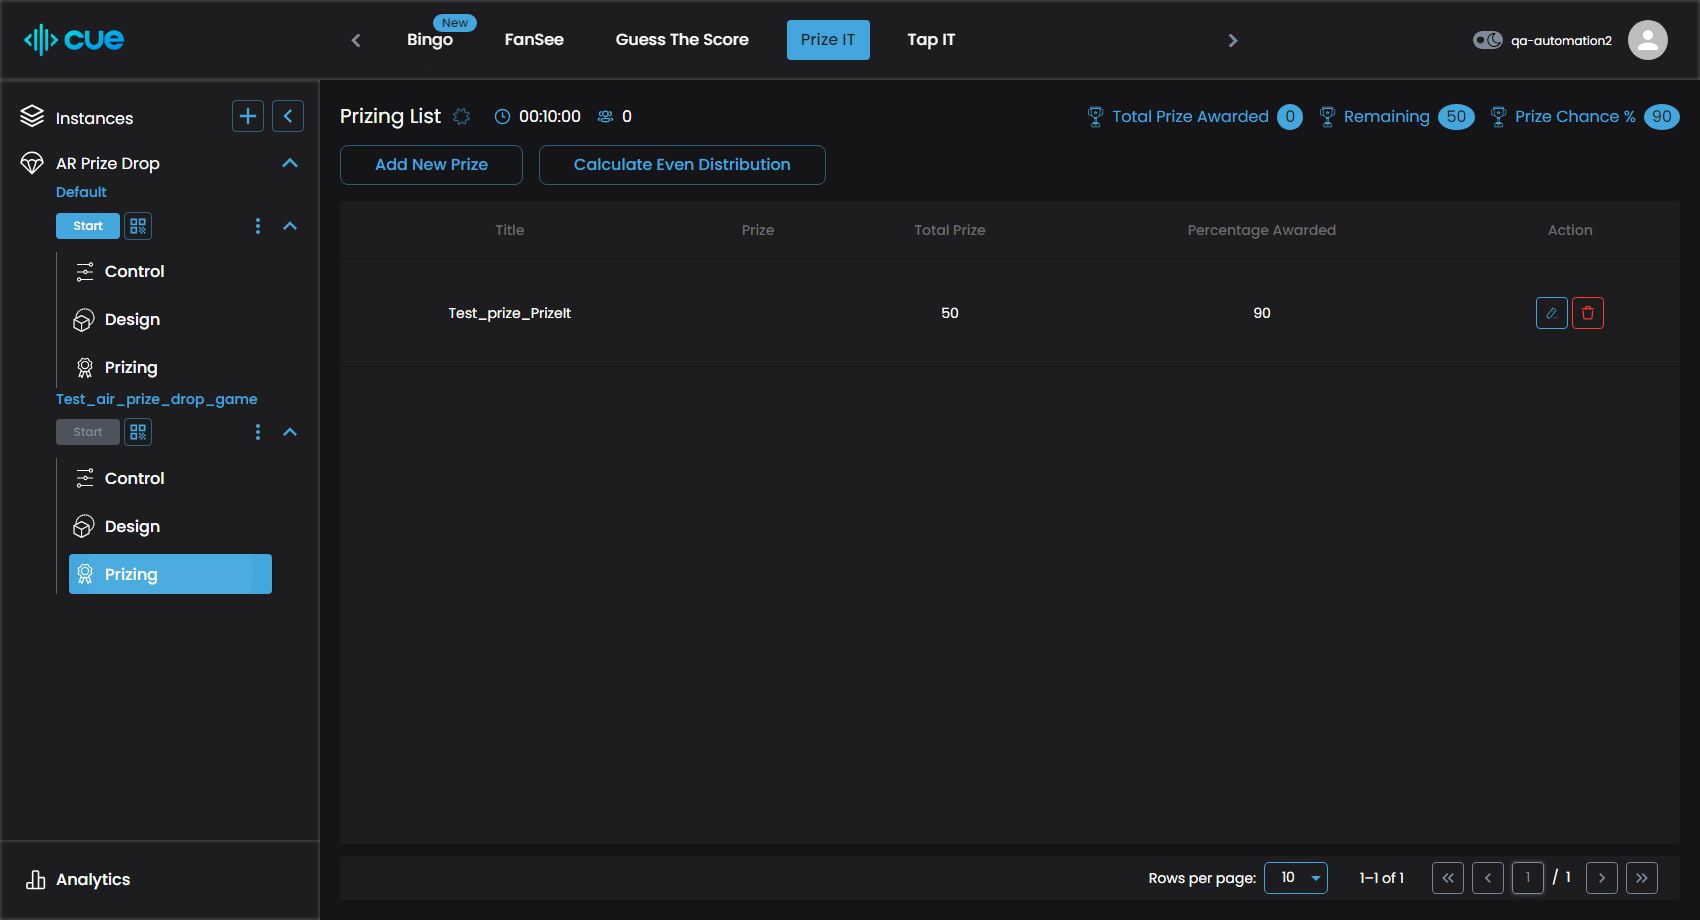 cue
New
Bingo
FanSee
Guess The Score
Prize IT
Tap IT
qa-automation2
Instances
AR Prize Drop
Default
Start
Control
Design
Prizing
Test_air_prize_drop_game
Start
Control
Design
Prizing
Analytics
Prizing List
00:10:00
0
Total Prize Awarded 0
Remaining 50
Prize Chance % 90
Add New Prize
Calculate Even Distribution
Title Prize Total Prize Percentage Awarded Action
Test_prize_PrizeIt 50 90
Rows per page: 10 1–1 of 1 1 / 1